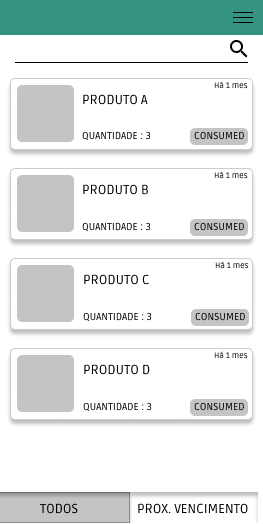 Há 1 mes
PRODUTO A
QUANTIDADE : 3
CONSUMED
Há 1 mes
PRODUTO B
QUANTIDADE : 3
CONSUMED
Há 1 mes
PRODUTO C
QUANTIDADE : 3
CONSUMED
Há 1 mes
PRODUTO D
QUANTIDADE : 3
CONSUMED
TODOS
PROX. VENCIMENTO